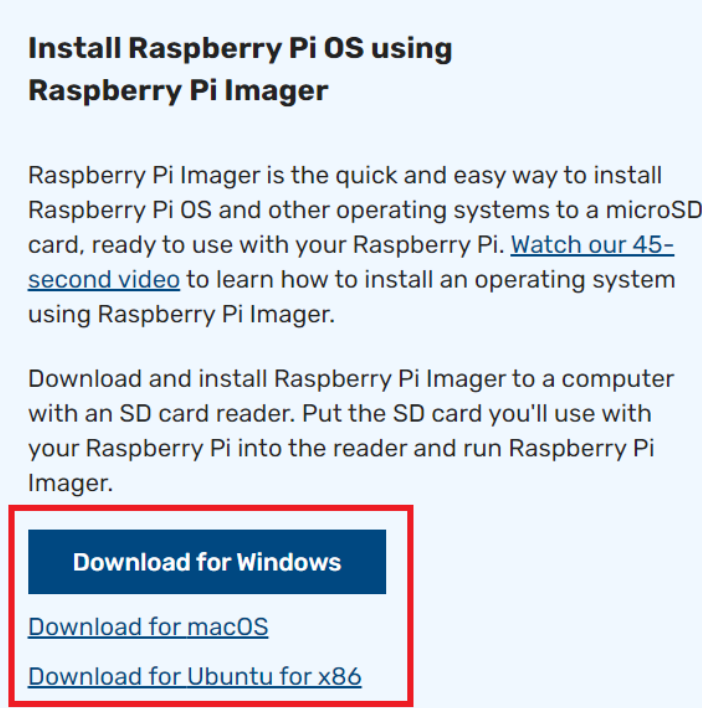 Install Raspberry Pi OS using
Raspberry Pi Imager
Raspberry Pi Imager is the quick and easy way to install
Raspberry Pi OS and other operating systems to a microSD
card, ready to use with your Raspberry Pi. Watch our 45-
second video to learn how to install an operating system
using Raspberry Pi Imager.
Download and install Raspberry Pi Imager to a computer
with an SD card reader. Put the SD card you'll use with
your Raspberry Pi into the reader and run Raspberry Pi
Imager.
Download for Windows
Download for macOS
Download for Ubuntu for x86